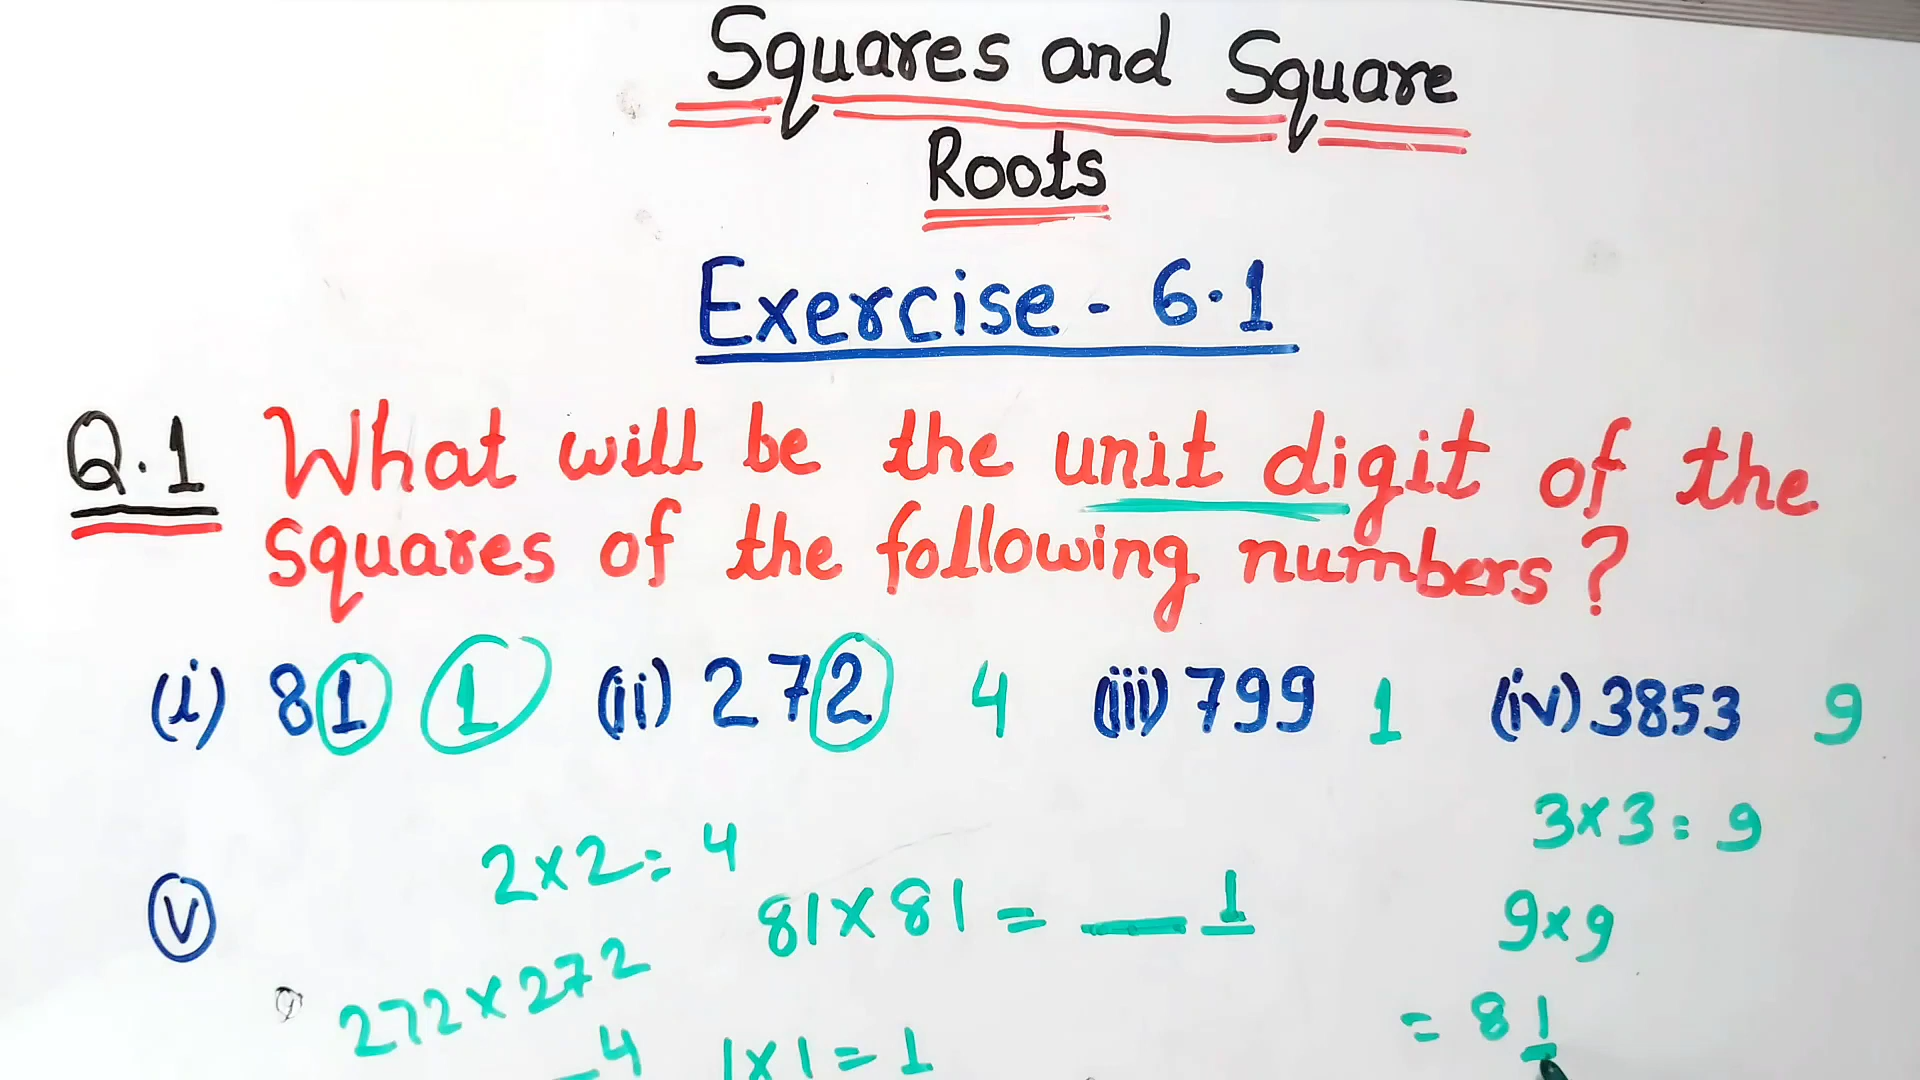 Squares and Square
Roots
Exercise - 6.1
Q.1 What will be the unit digit of the
squares of the following numbers?
(i) 81 1 (ii) 272 4 (iii) 799 1 (iv) 3853 9
3x3=9
2x2=4
(v) 81x81=__1
9x9
272x272
=81
_4
1x1=1